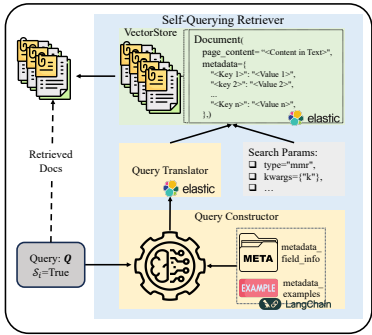 Self-Querying Retriever
VectorStore
Document(
page_content= “<Content in Text>”,
metadata={
"<Key 1>": "<Value 1>",
"<key 2>": "<Value 2>",
...
"<Key n>": "<Value n>",
},)
elastic
Retrieved
Docs
Query Translator
elastic
Search Params:
type="mmr",
kwargs={"k"},
...
Query Constructor
Query: Q
Sᵢ=True
META
metadata_
field_info
EXAMPLE
metadata_
examples
LangChain